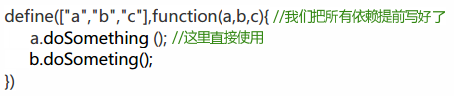 define(["a","b","c"],function(a,b,c){ //我们把所有依赖提前写好了
a.doSomething (); //这里直接使用
b.doSometing();
})